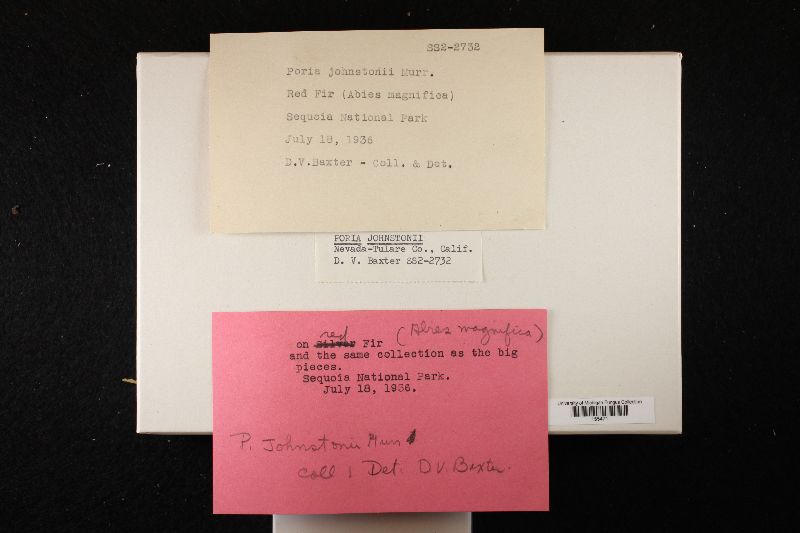 SS2-2732
Poria johnstonii Murr.
Red Fir (Abies magnifica)
Sequoia National Park
July 18, 1936
D.V.Baxter - Coll. & Det.
PORIA JOHNSTONII
Nevada-Tulare Co., Calif.
D. V. Baxter SS2-2732
red (Abies magnifica)
on Silver Fir
and the same collection as the big
pieces.
Sequoia National Park.
July 18, 1936.
University of Michigan Fungus Collection
P. Johnstonii Murr
Coll & Det. D V. Baxter.